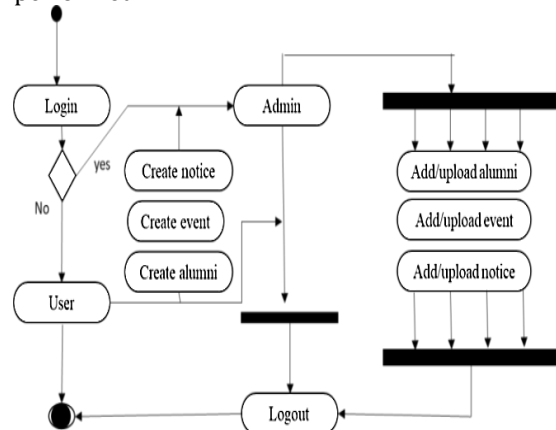 Login
Admin
yes
Create notice
Add/upload alumni
No
Create event
Add/upload event
Create alumni
Add/upload notice
User
Logout